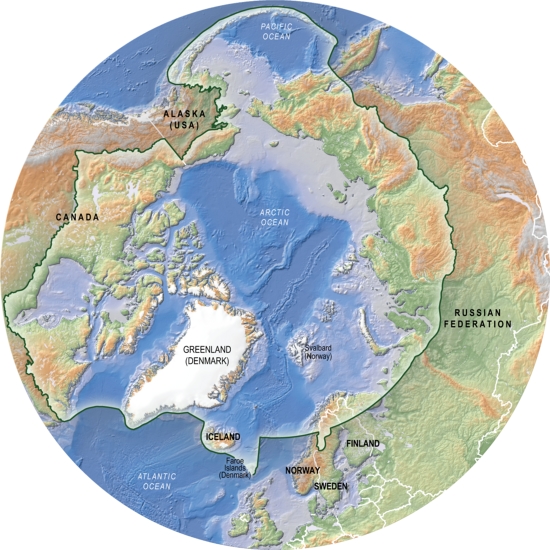 PACIFIC
OCEAN
ALASKA
(USA)
CANADA
ARCTIC
OCEAN
RUSSIAN
FEDERATION
GREENLAND
(DENMARK)
Svalbard
(Norway)
ICELAND
FINLAND
Faroe
Islands
(Denmark)
NORWAY
SWEDEN
ATLANTIC
OCEAN